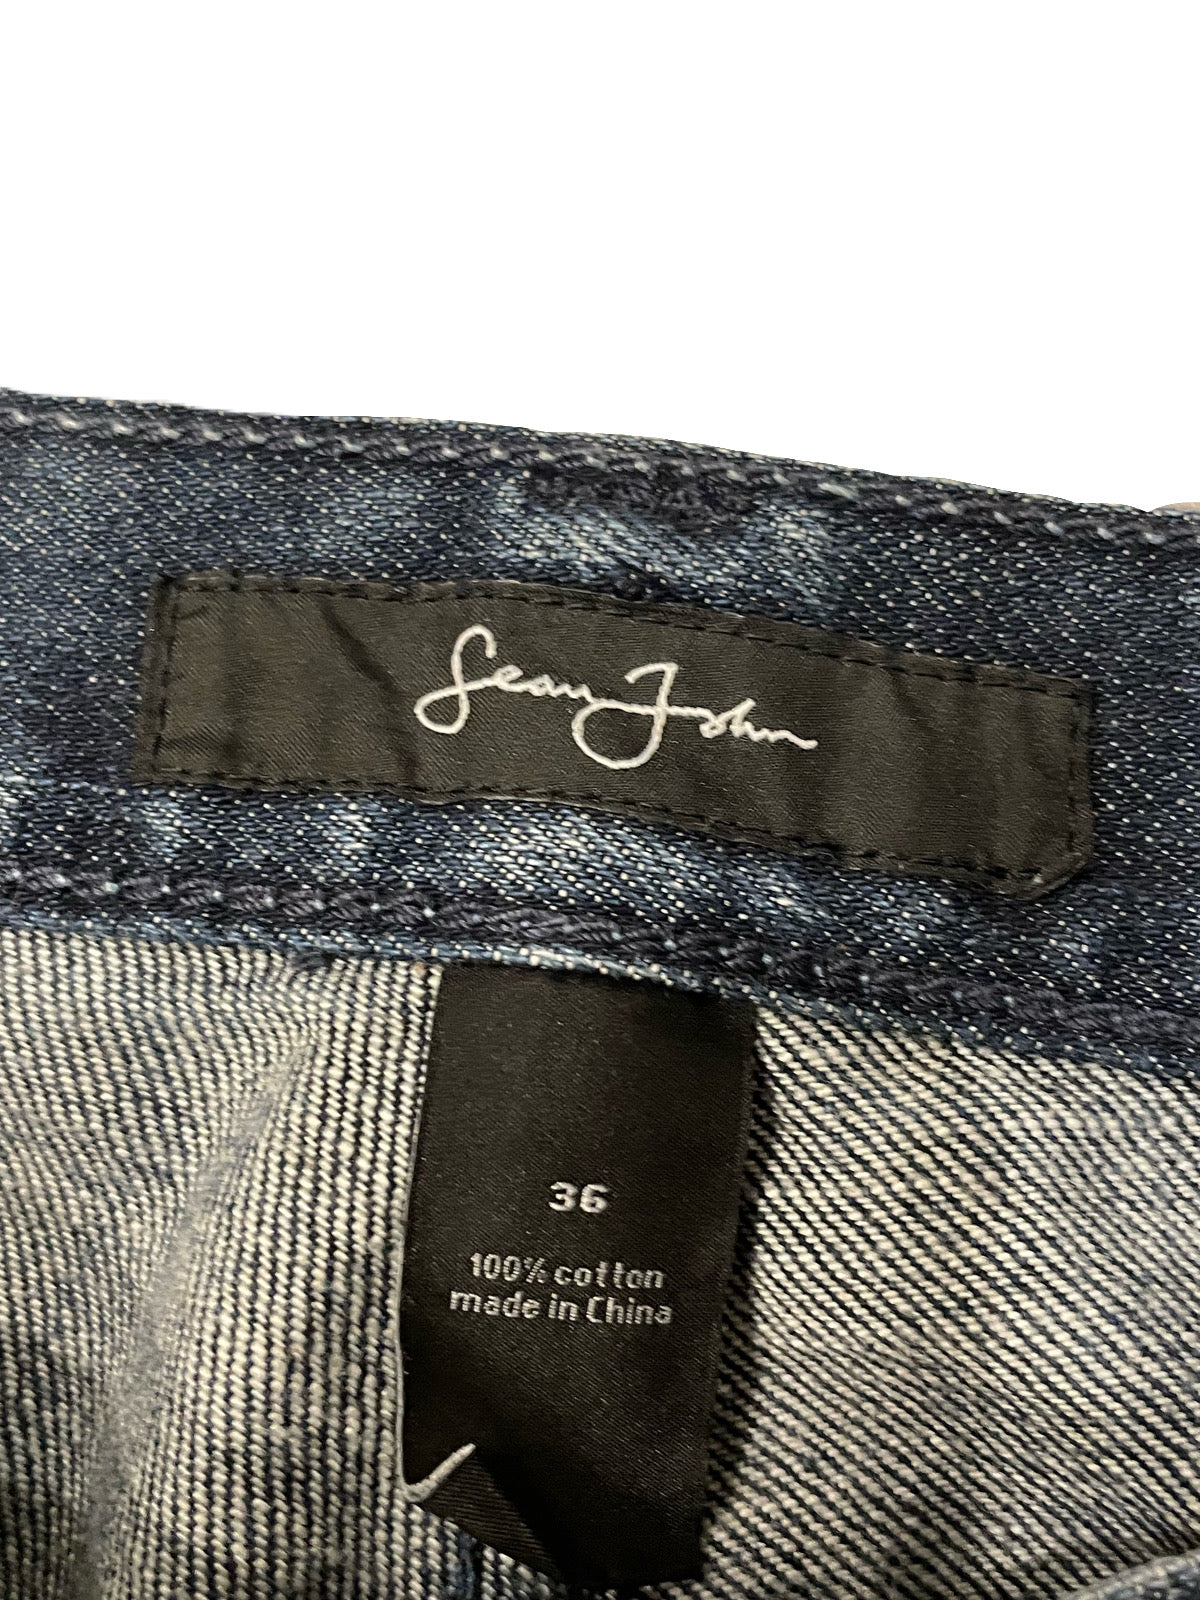 Sean John
36
100% cotton
made in China